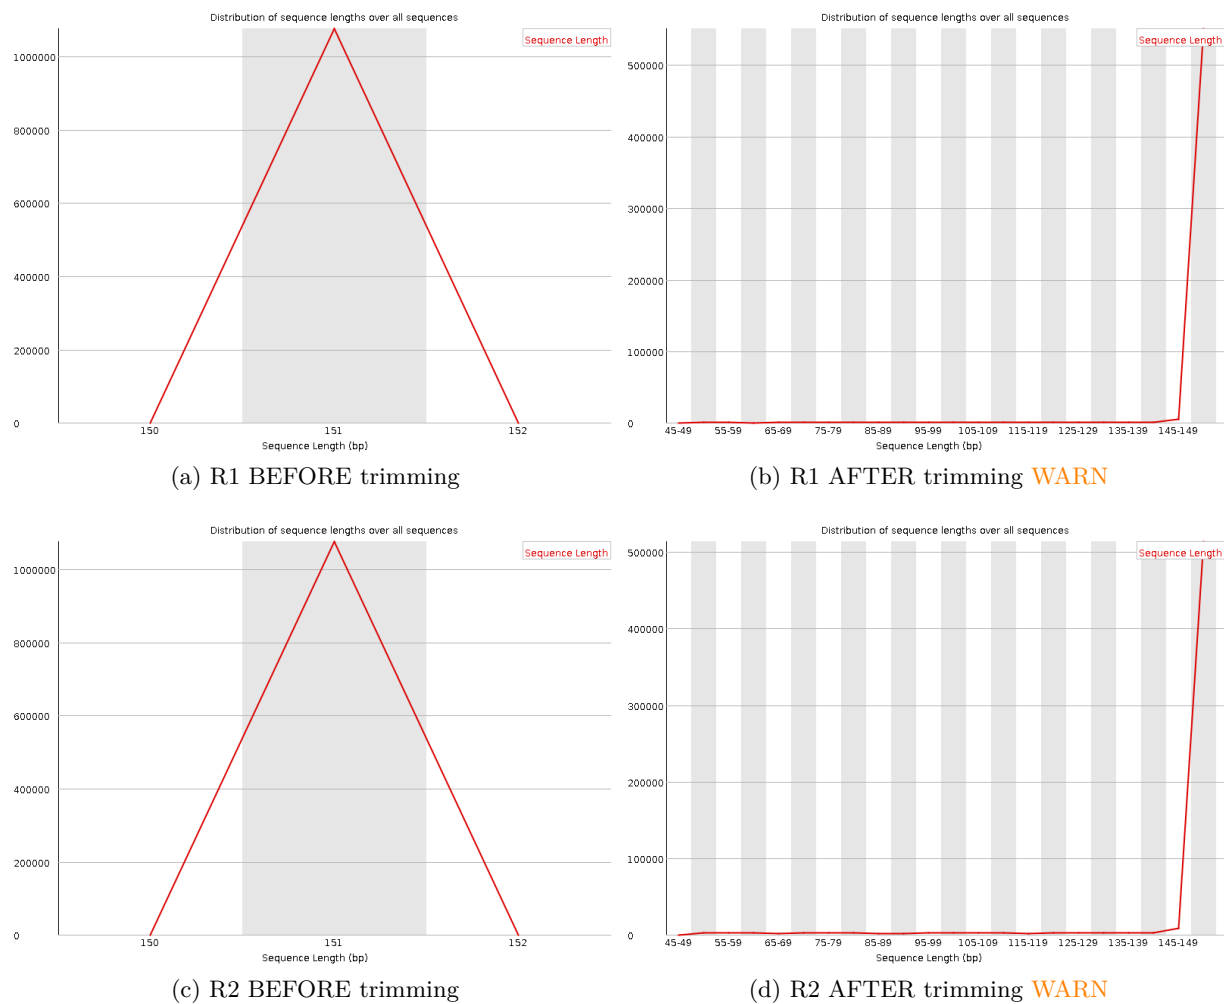 Distribution of sequence lengths over all sequences
Sequence Length
1000000
800000
600000
400000
200000
0
150 151 152
Sequence Length (bp)
(a) R1 BEFORE trimming
Distribution of sequence lengths over all sequences
Sequence Length
500000
400000
300000
200000
100000
0
45-49 55-59 65-69 75-79 85-89 95-99 105-109 115-119 125-129 135-139 145-149
Sequence Length (bp)
(b) R1 AFTER trimming WARN
Distribution of sequence lengths over all sequences
Sequence Length
1000000
800000
600000
400000
200000
0
150 151 152
Sequence Length (bp)
(c) R2 BEFORE trimming
Distribution of sequence lengths over all sequences
Sequence Length
500000
400000
300000
200000
100000
0
45-49 55-59 65-69 75-79 85-89 95-99 105-109 115-119 125-129 135-139 145-149
Sequence Length (bp)
(d) R2 AFTER trimming WARN